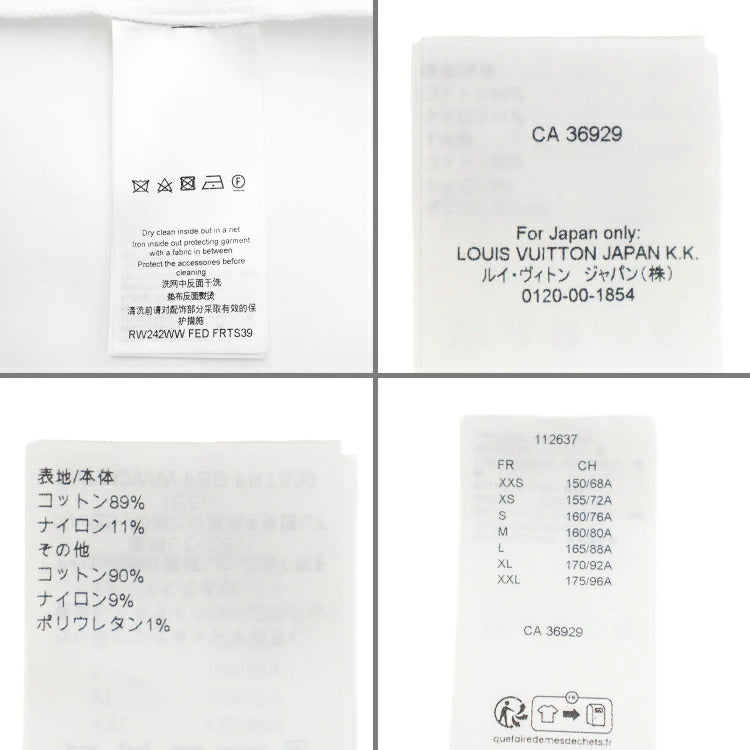 Dry clean inside out in a net
Iron inside out protecting garment
with a fabric in between
Protect the accessories before
cleaning
洗网中反面干洗
垫布反面熨烫
清洗前请对配饰部分采取有效的保
护措施
RW242WW FED FRTS39
CA 36929
For Japan only:
LOUIS VUITTON JAPAN K.K.
ルイ・ヴィトン ジャパン(株)
0120-00-1854
表地/本体
コットン89%
ナイロン11%
その他
コットン90%
ナイロン9%
ポリウレタン1%
112637
FR CH
XXS 150/68A
XS 155/72A
S 160/76A
M 160/80A
L 165/88A
XL 170/92A
XXL 175/96A
CA 36929
FR
quefairedemesdechets.fr